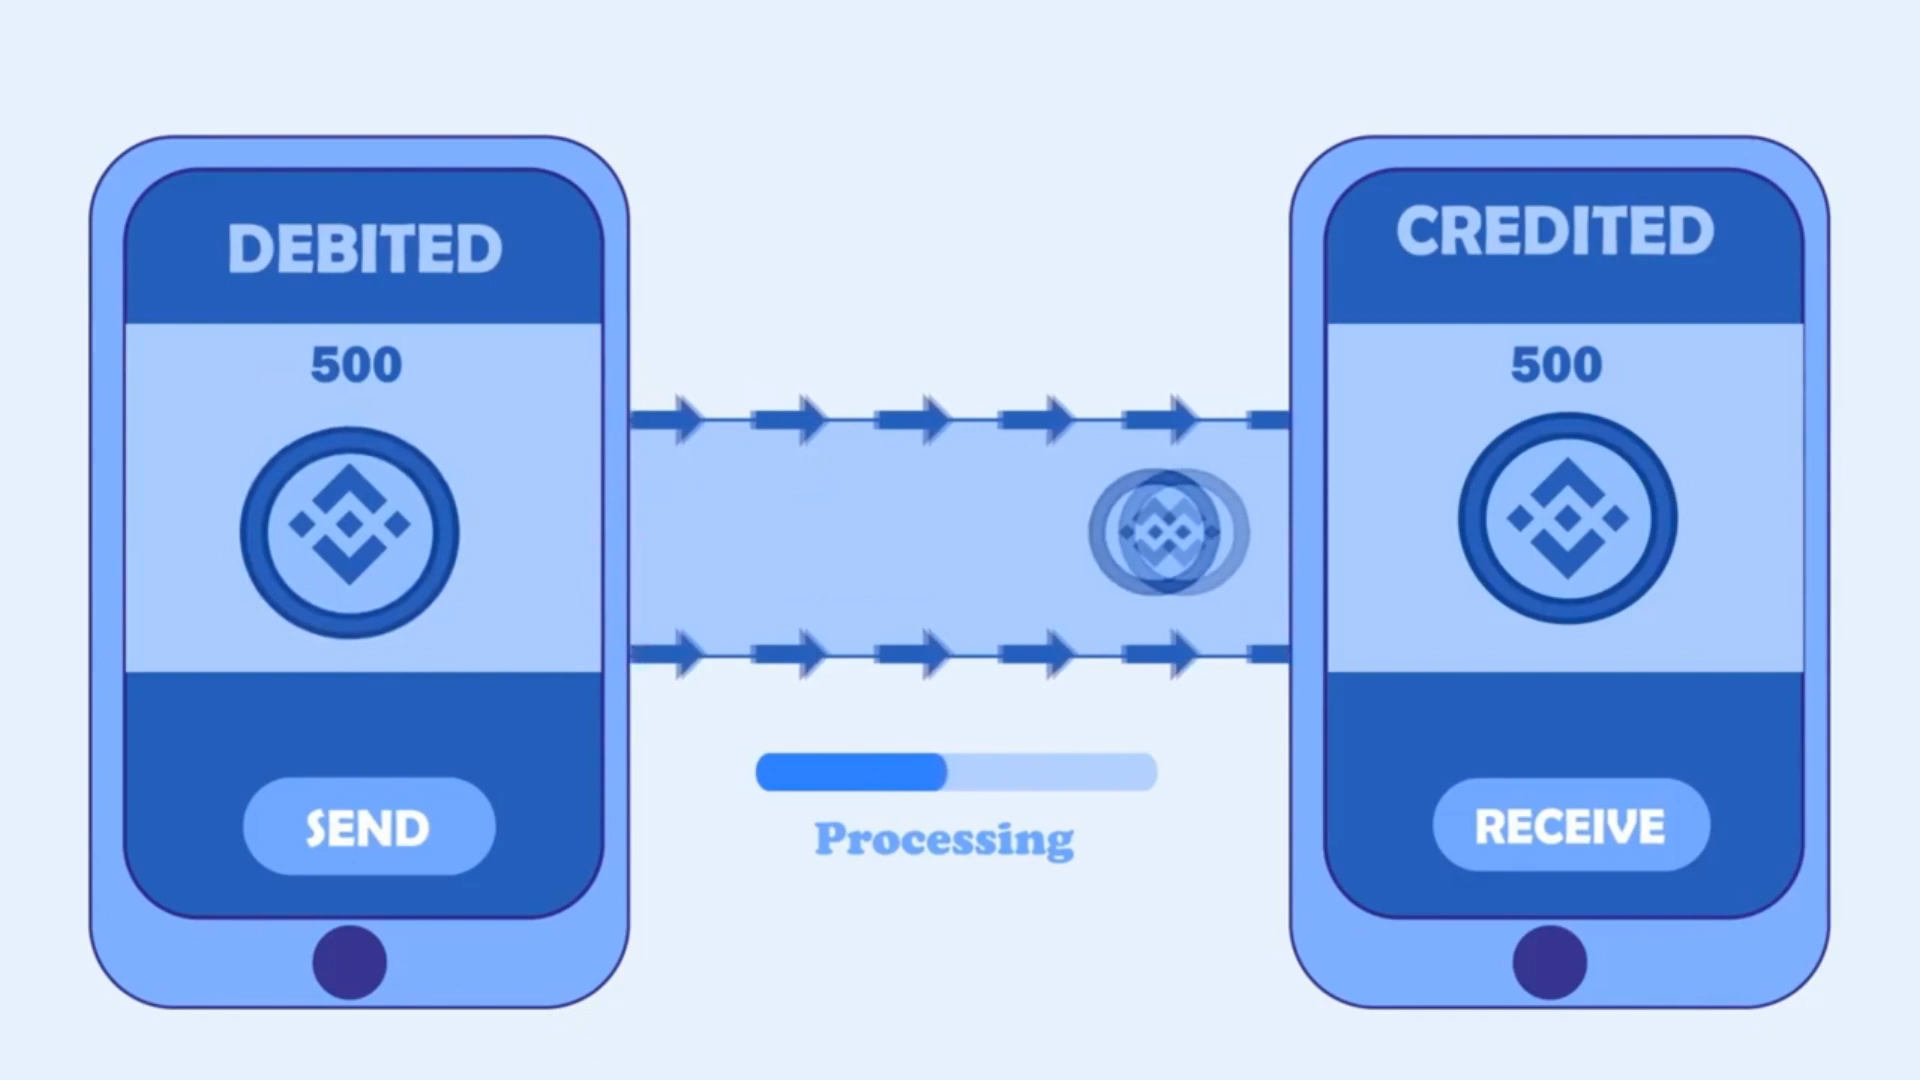 DEBITED
500
SEND
Processing
CREDITED
500
RECEIVE